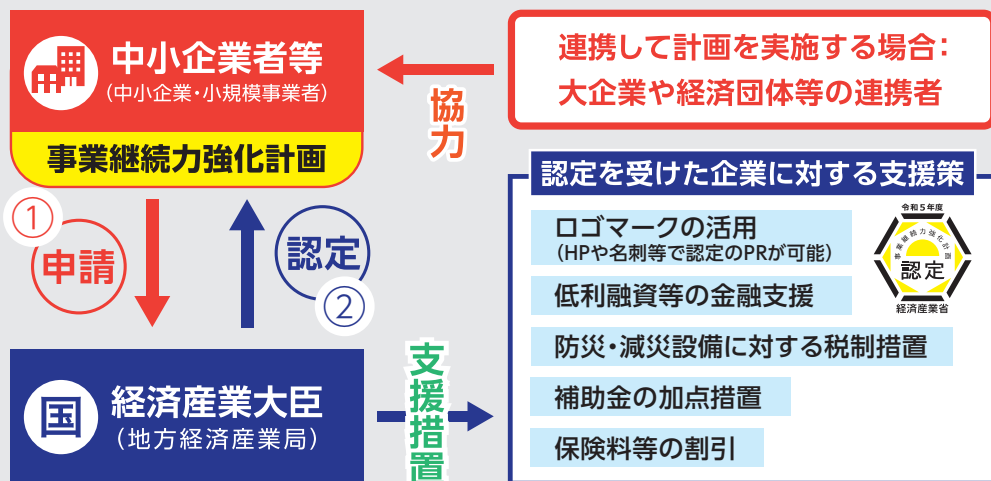 中小企業者等
（中小企業・小規模事業者）
事業継続力強化計画
協力
連携して計画を実施する場合：
大企業や経済団体等の連携者
①
申請
認定
②
国
経済産業大臣
（地方経済産業局）
支援措置
認定を受けた企業に対する支援策
ロゴマークの活用
（HPや名刺等で認定のPRが可能）
令和5年度
事業継続力強化計画
認定
経済産業省
低利融資等の金融支援
防災・減災設備に対する税制措置
補助金の加点措置
保険料等の割引